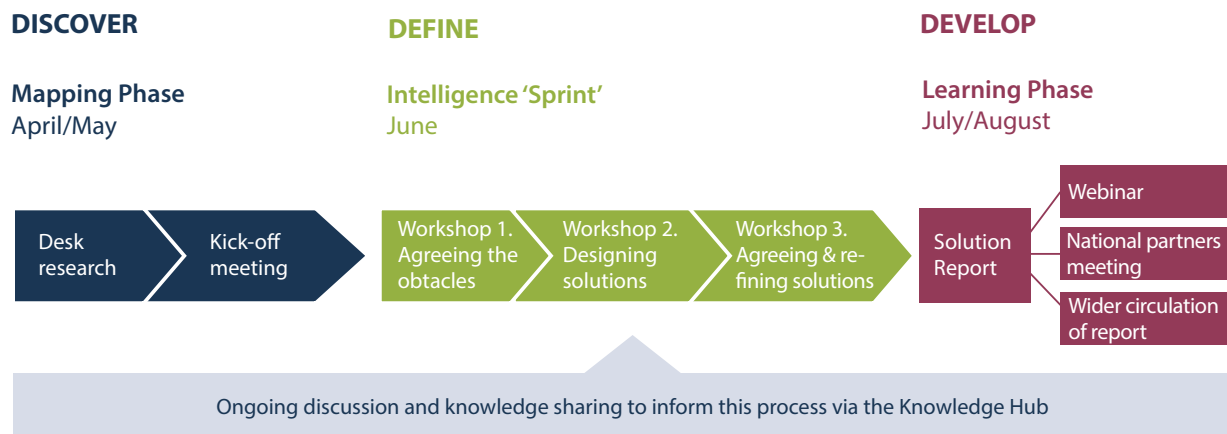 DISCOVER
Mapping Phase
April/May
Desk
research
Kick-off
meeting
DEFINE
Intelligence ‘Sprint’
June
Workshop 1.
Agreeing the
obtacles
Workshop 2.
Designing
solutions
Workshop 3.
Agreeing & re-
fining solutions
DEVELOP
Learning Phase
July/August
Solution
Report
Webinar
National partners
meeting
Wider circulation
of report
Ongoing discussion and knowledge sharing to inform this process via the Knowledge Hub